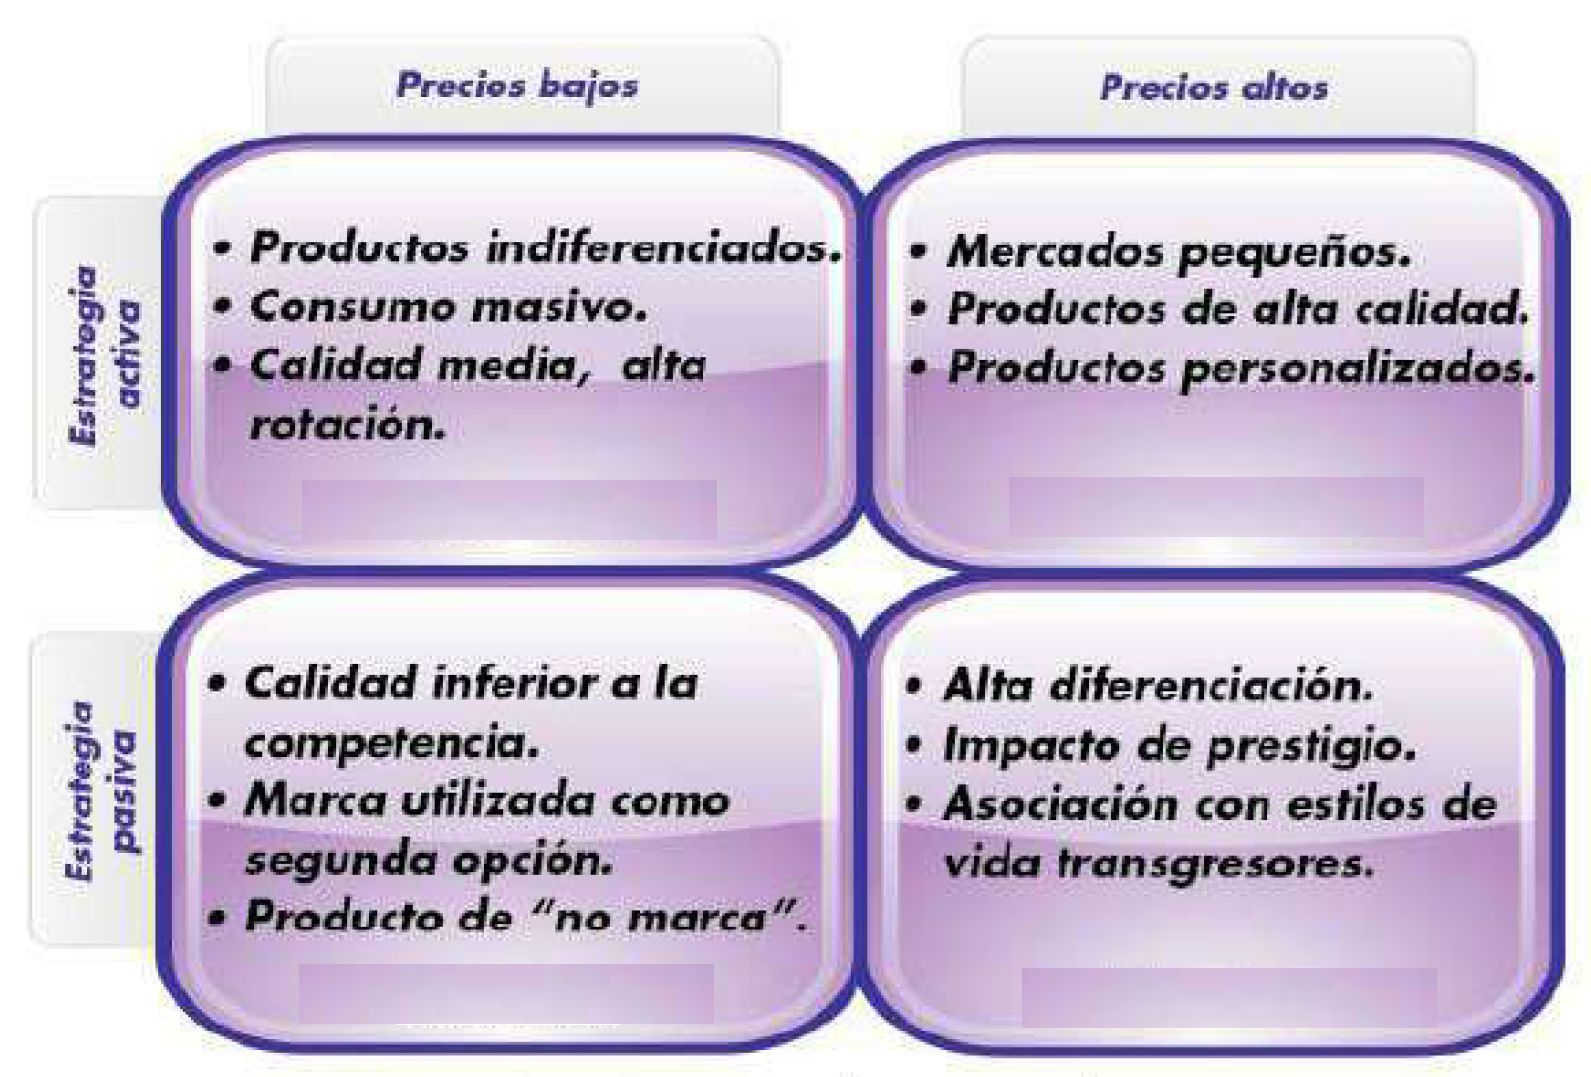 Precios bajos
Precios altos
Estrategia
activa
• Productos indiferenciados.
• Consumo masivo.
• Calidad media, alta
rotación.
• Mercados pequeños.
• Productos de alta calidad.
• Productos personalizados.
Estrategia
pasiva
• Calidad inferior a la
competencia.
• Marca utilizada como
segunda opción.
• Producto de “no marca”.
• Alta diferenciación.
• Impacto de prestigio.
• Asociación con estilos de
vida transgresores.